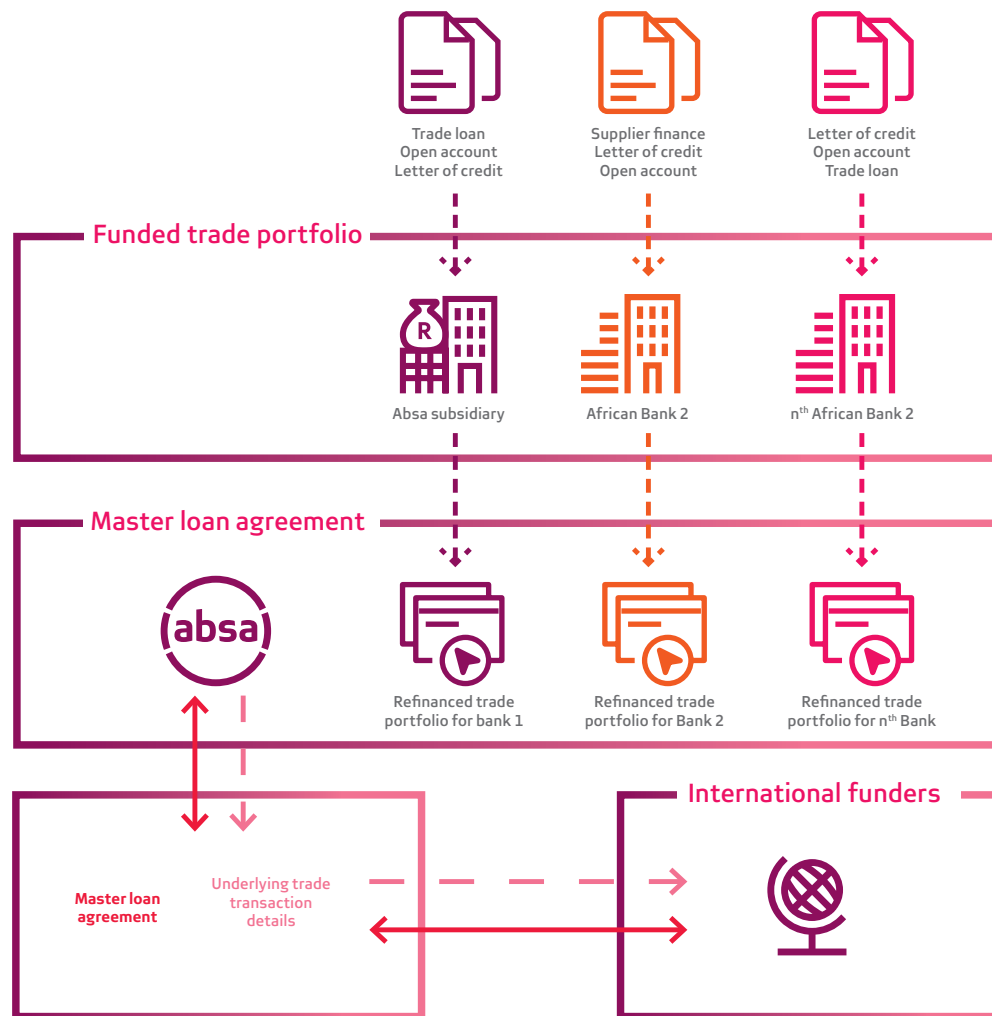 Trade loan
Open account
Letter of credit
Supplier finance
Letter of credit
Open account
Letter of credit
Open account
Trade loan
Funded trade portfolio
R
Absa subsidiary
African Bank 2
nth African Bank 2
Master loan agreement
absa
Refinanced trade
portfolio for bank 1
Refinanced trade
portfolio for Bank 2
Refinanced trade
portfolio for nth Bank
International funders
Master loan
agreement
Underlying trade
transaction
details